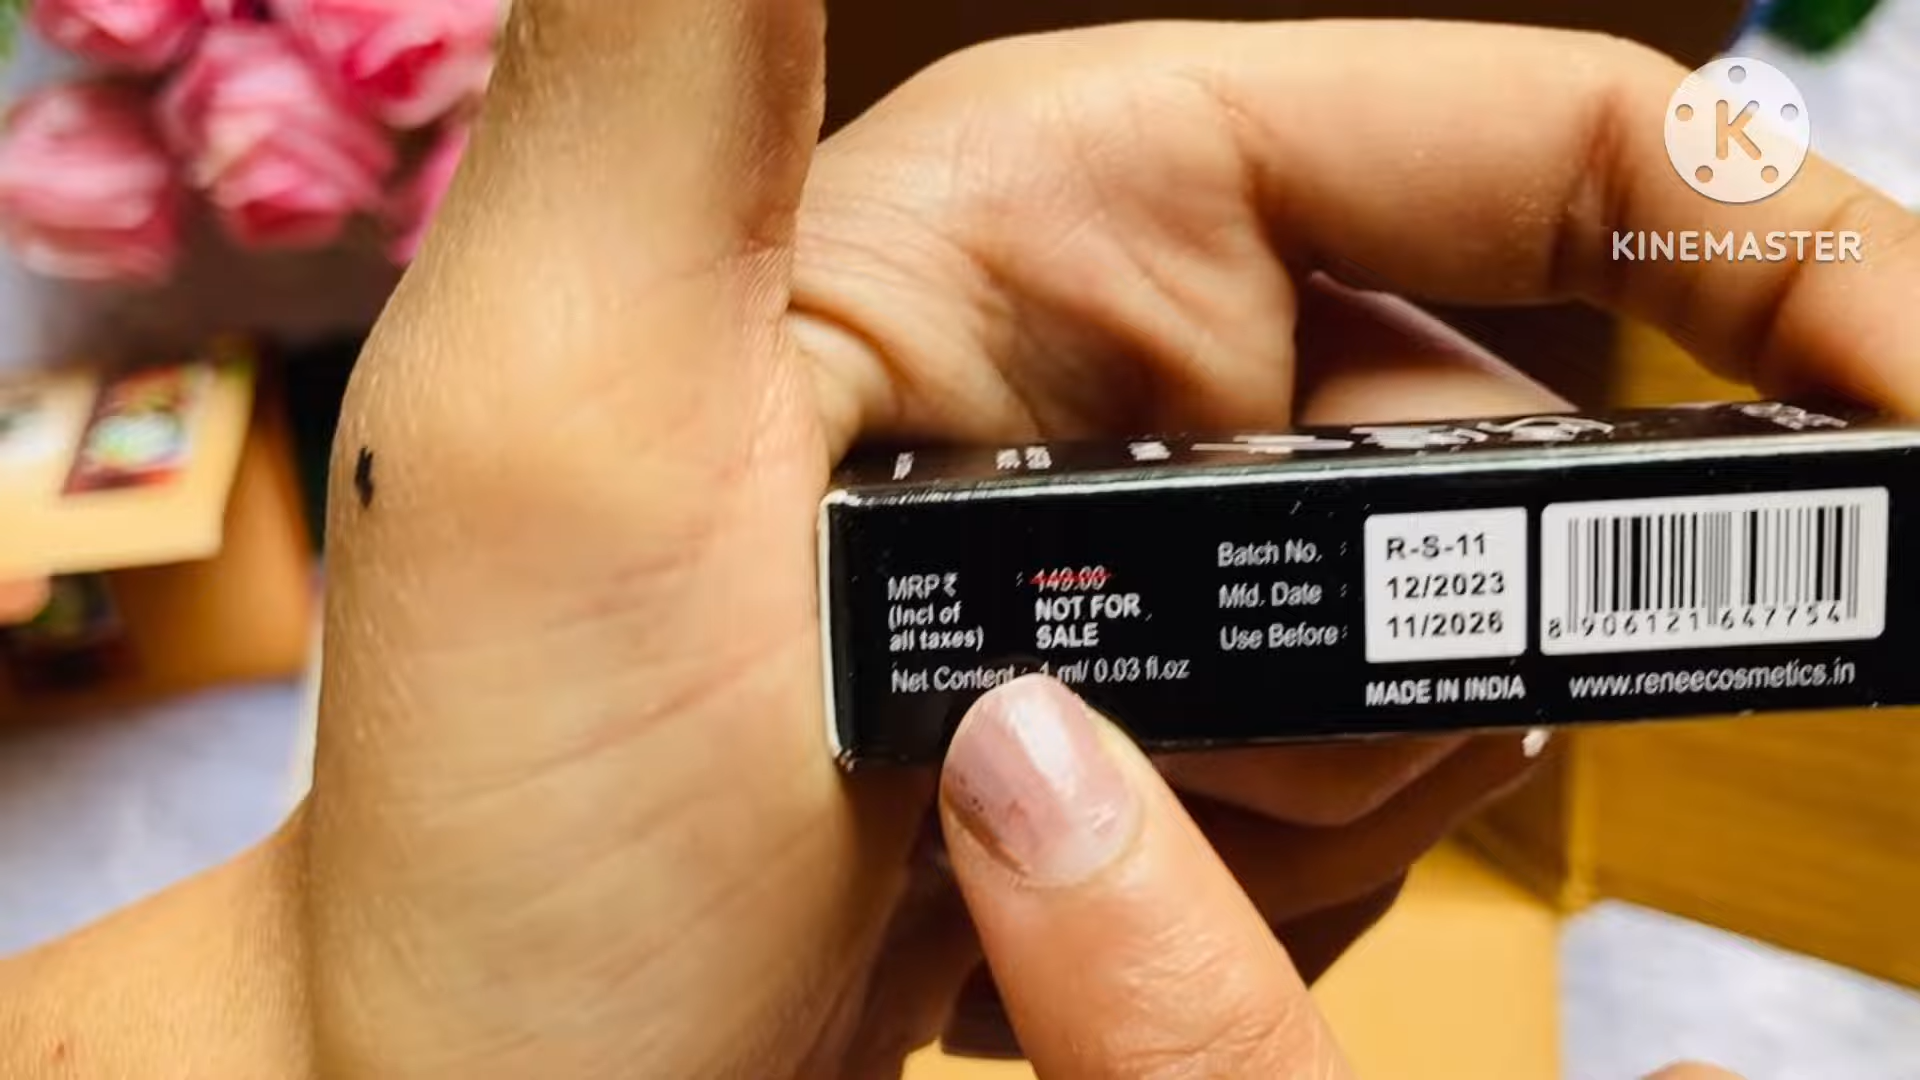 K
KINEMASTER
MRP ₹ : 149.00
(Incl of NOT FOR
all taxes) SALE
Net Content : 1 ml/ 0.03 fl.oz
Batch No. : R-S-11
Mfd. Date : 12/2023
Use Before : 11/2026
MADE IN INDIA
8 906121 647754
www.reneecosmetics.in